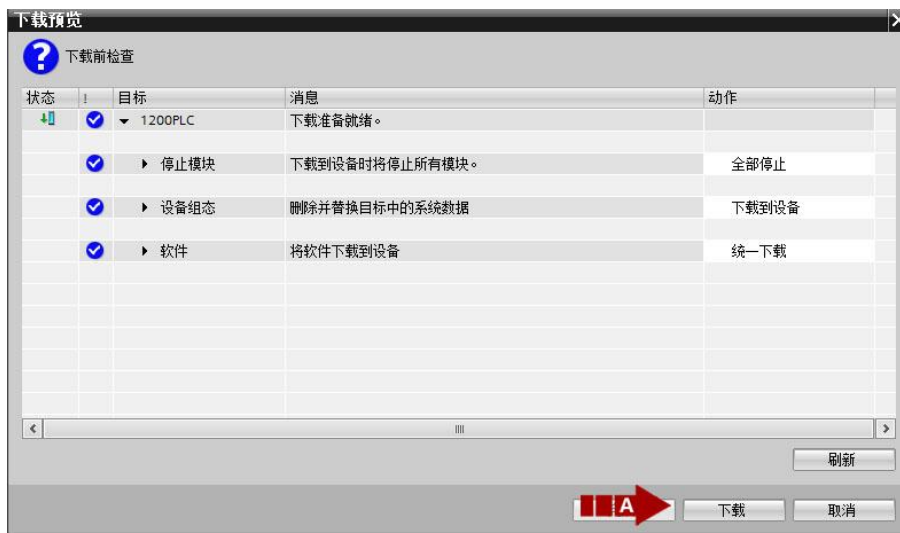 下载预览
下载前检查
状态 ! 目标 消息 动作
1200PLC 下载准备就绪。
停止模块 下载到设备时将停止所有模块。 全部停止
设备组态 删除并替换目标中的系统数据 下载到设备
软件 将软件下载到设备 统一下载
刷新
A 下载 取消